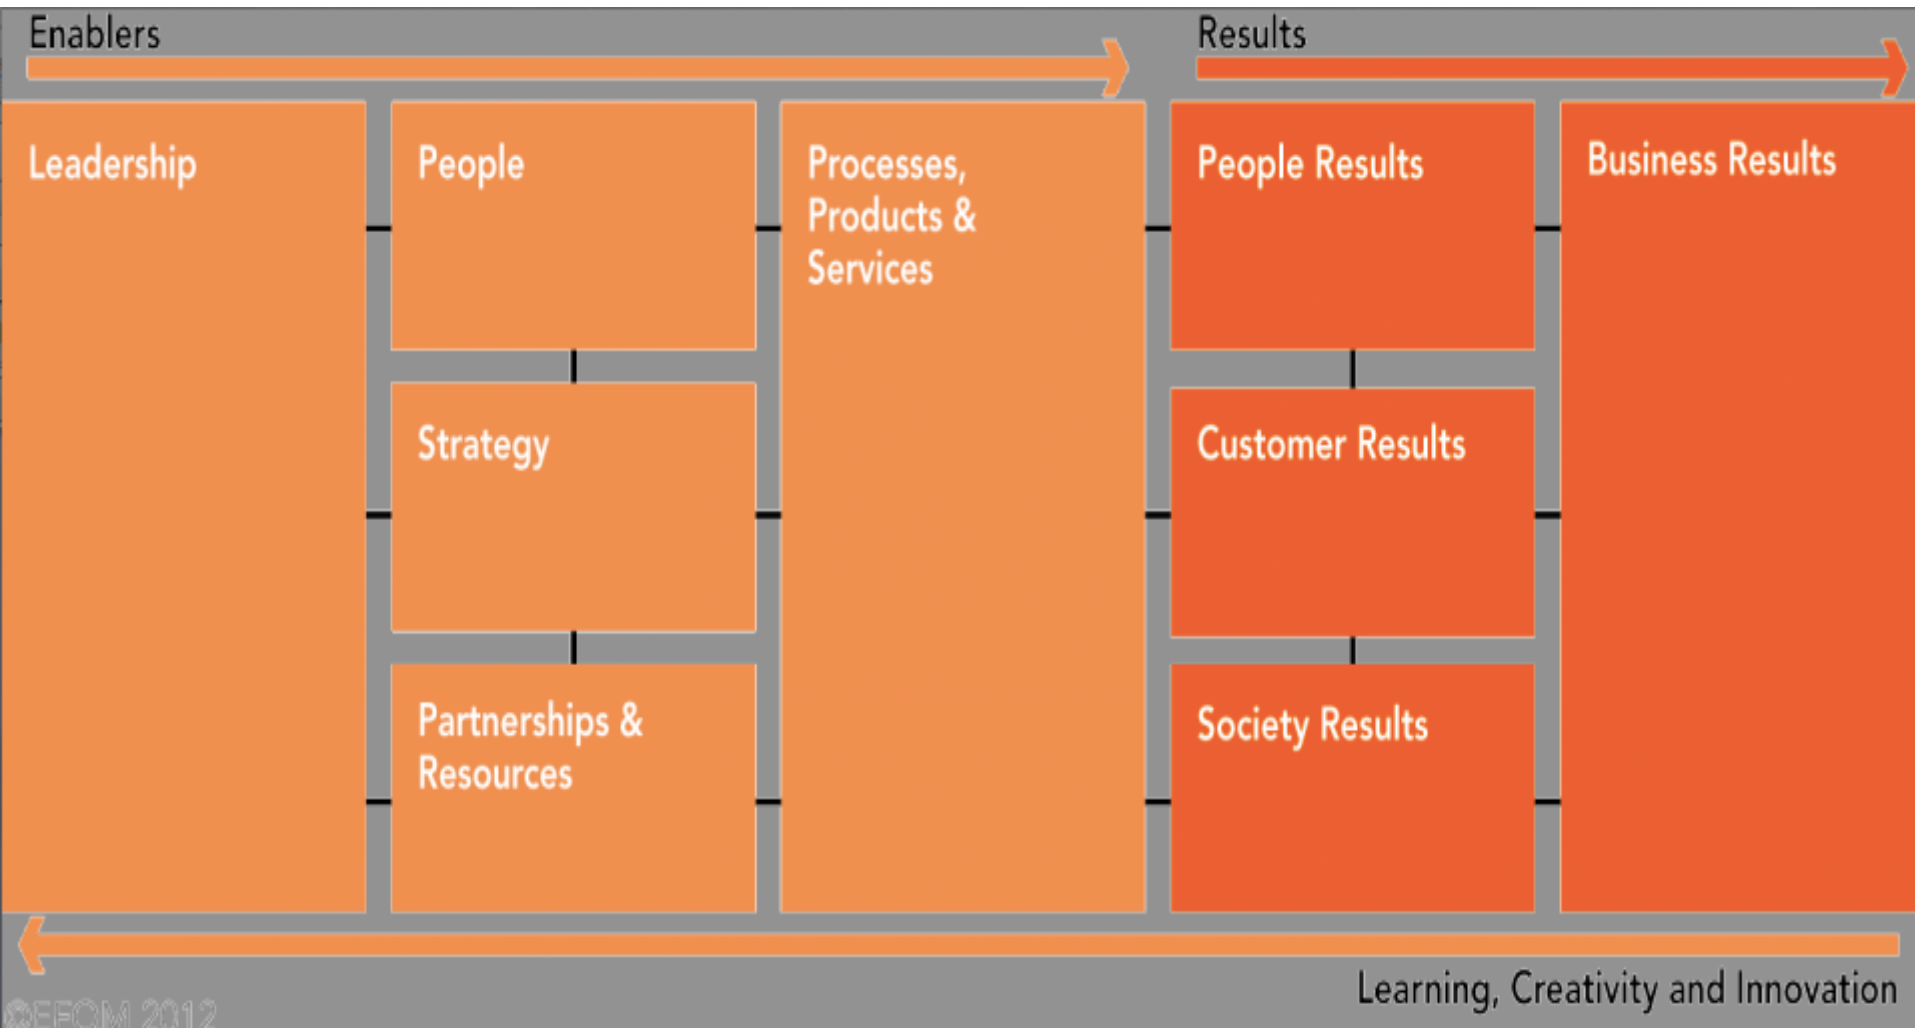 Enablers
Results
Leadership
People
Processes,
Products &
Services
People Results
Business Results
Strategy
Customer Results
Partnerships &
Resources
Society Results
Learning, Creativity and Innovation
©EFQM 2012